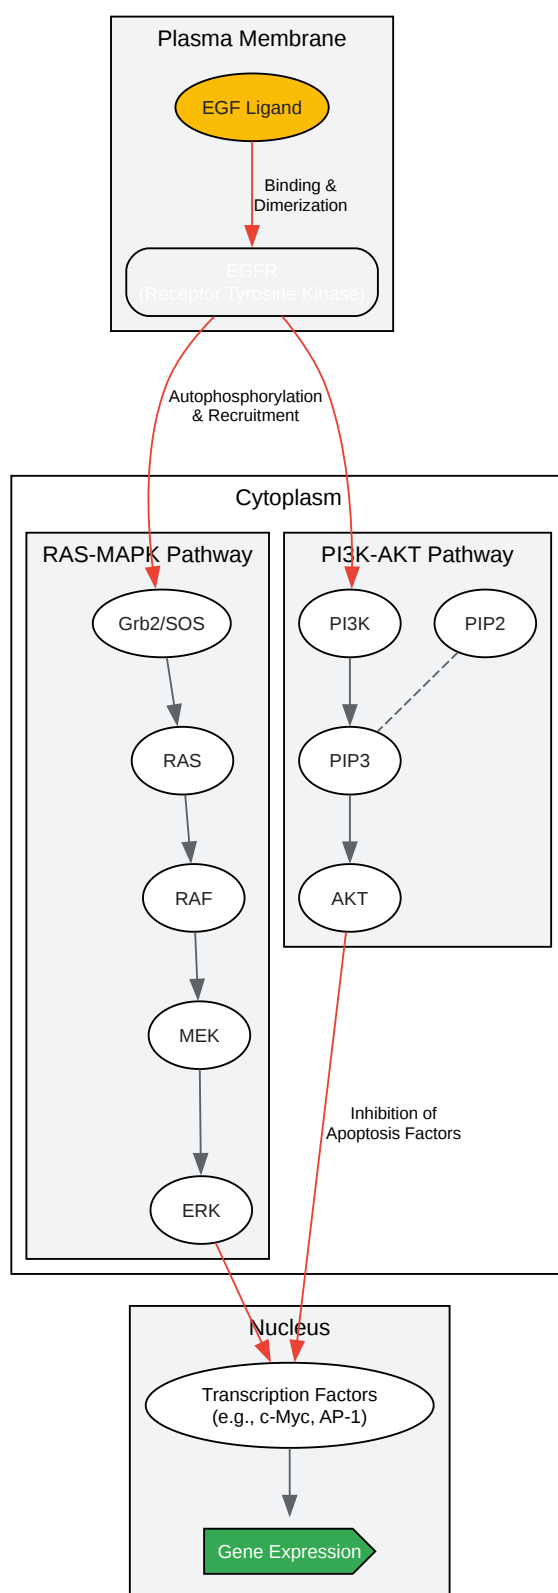 Plasma Membrane
EGF Ligand
Binding &
Dimerization
EGFR
(Receptor Tyrosine Kinase)
Autophosphorylation
& Recruitment
Cytoplasm
RAS-MAPK Pathway
PI3K-AKT Pathway
Grb2/SOS
PI3K
PIP2
RAS
PIP3
RAF
AKT
MEK
Inhibition of
Apoptosis Factors
ERK
Nucleus
Transcription Factors
(e.g., c-Myc, AP-1)
Gene Expression